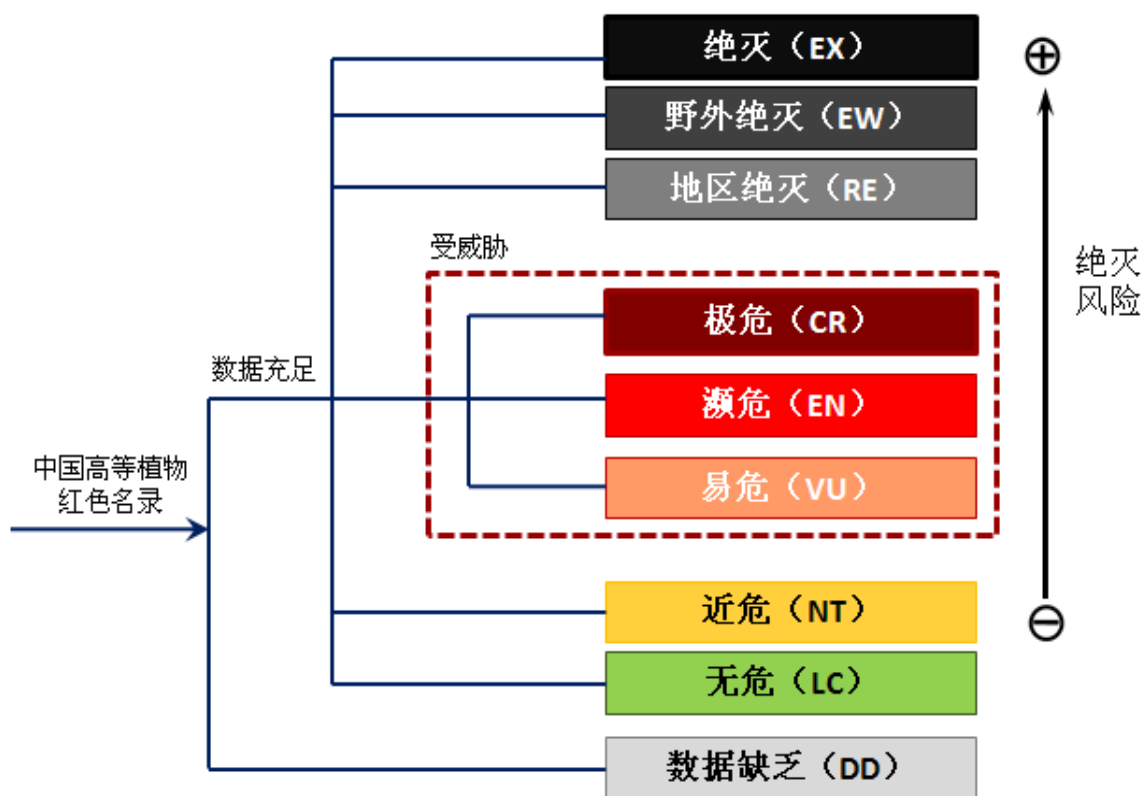 绝灭（EX）
野外绝灭（EW）
地区绝灭（RE）
受威胁
极危（CR）
濒危（EN）
易危（VU）
绝灭
风险
数据充足
中国高等植物
红色名录
近危（NT）
无危（LC）
数据缺乏（DD）